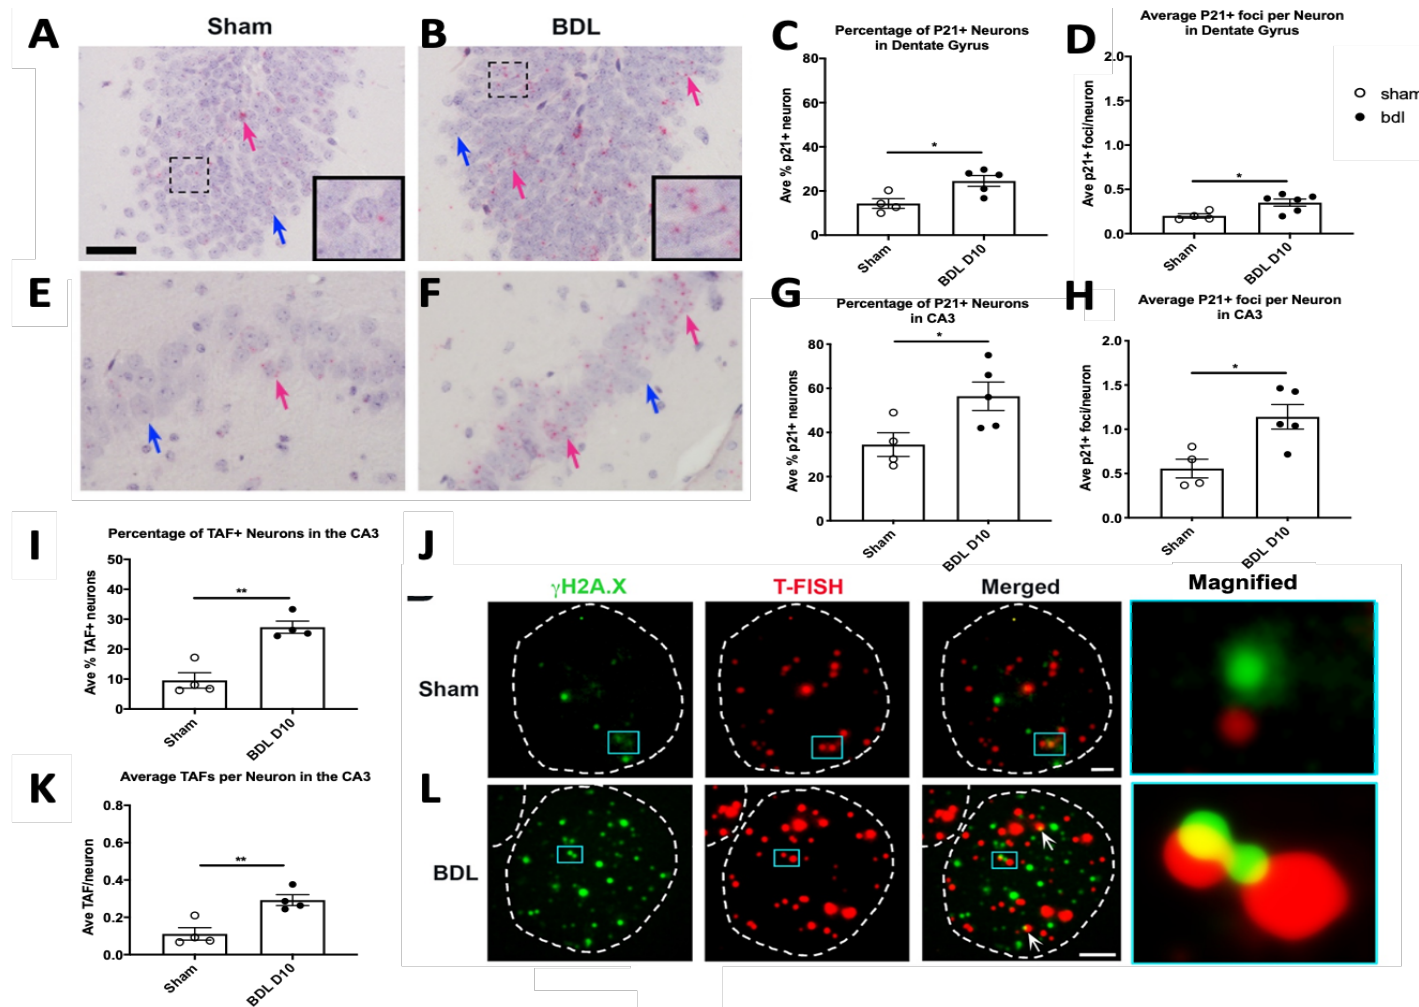 A
Sham
B
BDL
C
Percentage of P21+ Neurons
in Dentate Gyrus
Ave % p21+ neuron
80
60
40
20
0
*
Sham
BDL D10
D
Average P21+ foci per Neuron
in Dentate Gyrus
Ave p21+ foci/neuron
2.0
1.5
1.0
0.5
0.0
*
Sham
BDL D10
sham
bdl
E
F
G
Percentage of P21+ Neurons
in CA3
Ave % p21+ neurons
80
60
40
20
0
*
Sham
BDL D10
H
Average P21+ foci per Neuron
in CA3
Ave p21+ foci/neuron
2.0
1.5
1.0
0.5
0.0
*
Sham
BDL D10
I
Percentage of TAF+ Neurons in the CA3
Ave % TAF+ neurons
50
40
30
20
10
0
**
Sham
BDL D10
J
γH2A.X
T-FISH
Merged
Magnified
Sham
K
Average TAFs per Neuron in the CA3
Ave TAF/neuron
0.8
0.6
0.4
0.2
0.0
**
Sham
BDL D10
L
BDL